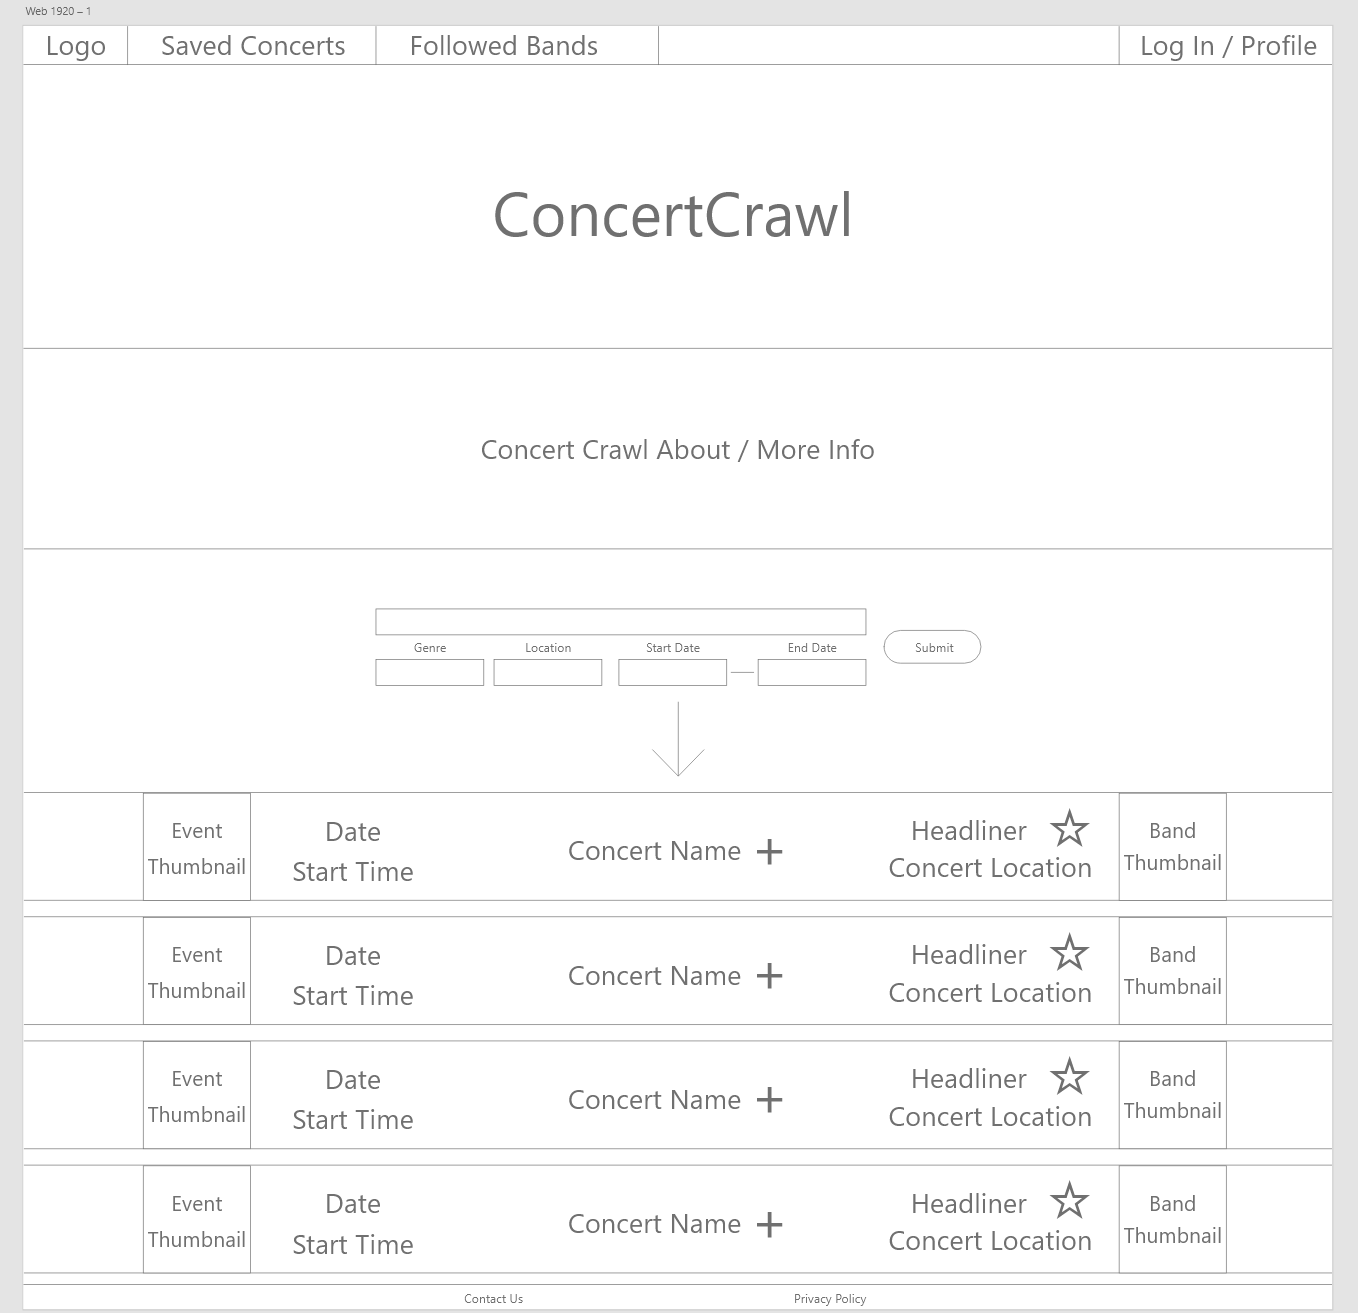 Web 1920 – 1
Logo Saved Concerts Followed Bands Log In / Profile
ConcertCrawl
Concert Crawl About / More Info
Genre Location Start Date End Date Submit
Event Thumbnail
Date
Start Time
Concert Name
Headliner
Concert Location
Band Thumbnail
Event Thumbnail
Date
Start Time
Concert Name
Headliner
Concert Location
Band Thumbnail
Event Thumbnail
Date
Start Time
Concert Name
Headliner
Concert Location
Band Thumbnail
Event Thumbnail
Date
Start Time
Concert Name
Headliner
Concert Location
Band Thumbnail
Contact Us Privacy Policy